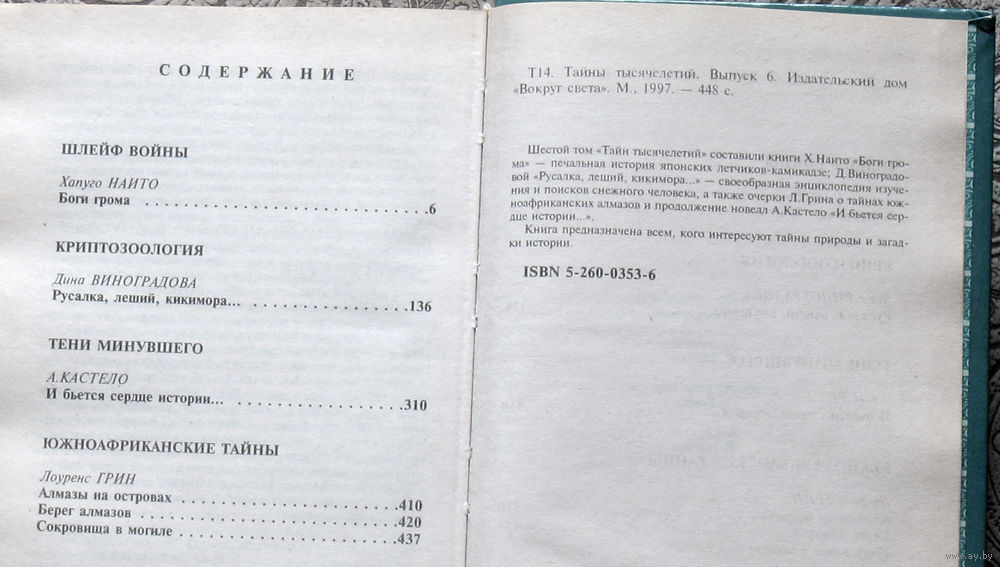 СОДЕРЖАНИЕ
ШЛЕЙФ ВОЙНЫ
Хапуго НАИТО
Боги грома ............................6
КРИПТОЗООЛОГИЯ
Дина ВИНОГРАДОВА
Русалка, леший, кикимора... ..............136
ТЕНИ МИНУВШЕГО
А.КАСТЕЛО
И бьется сердце истории... ................310
ЮЖНОАФРИКАНСКИЕ ТАЙНЫ
Лоуренс ГРИН
Алмазы на островах ....................410
Берег алмазов ........................420
Сокровища в могиле ....................437
Т14. Тайны тысячелетий. Выпуск 6. Издательский дом
«Вокруг света». М., 1997. — 448 с.
Шестой том «Тайн тысячелетий» составили книги Х.Наито «Боги гро-
ма» — печальная история японских летчиков-камикадзе; Д.Виноградо-
вой «Русалка, леший, кикимора...» — своеобразная энциклопедия изуче-
ния и поисков снежного человека, а также очерки Л.Грина о тайнах юж-
ноафриканских алмазов и продолжение новелл А.Кастело «И бьется сер-
дце истории...».
Книга предназначена всем, кого интересуют тайны природы и загад-
ки истории.
ISBN 5-260-0353-6
www.ay.by